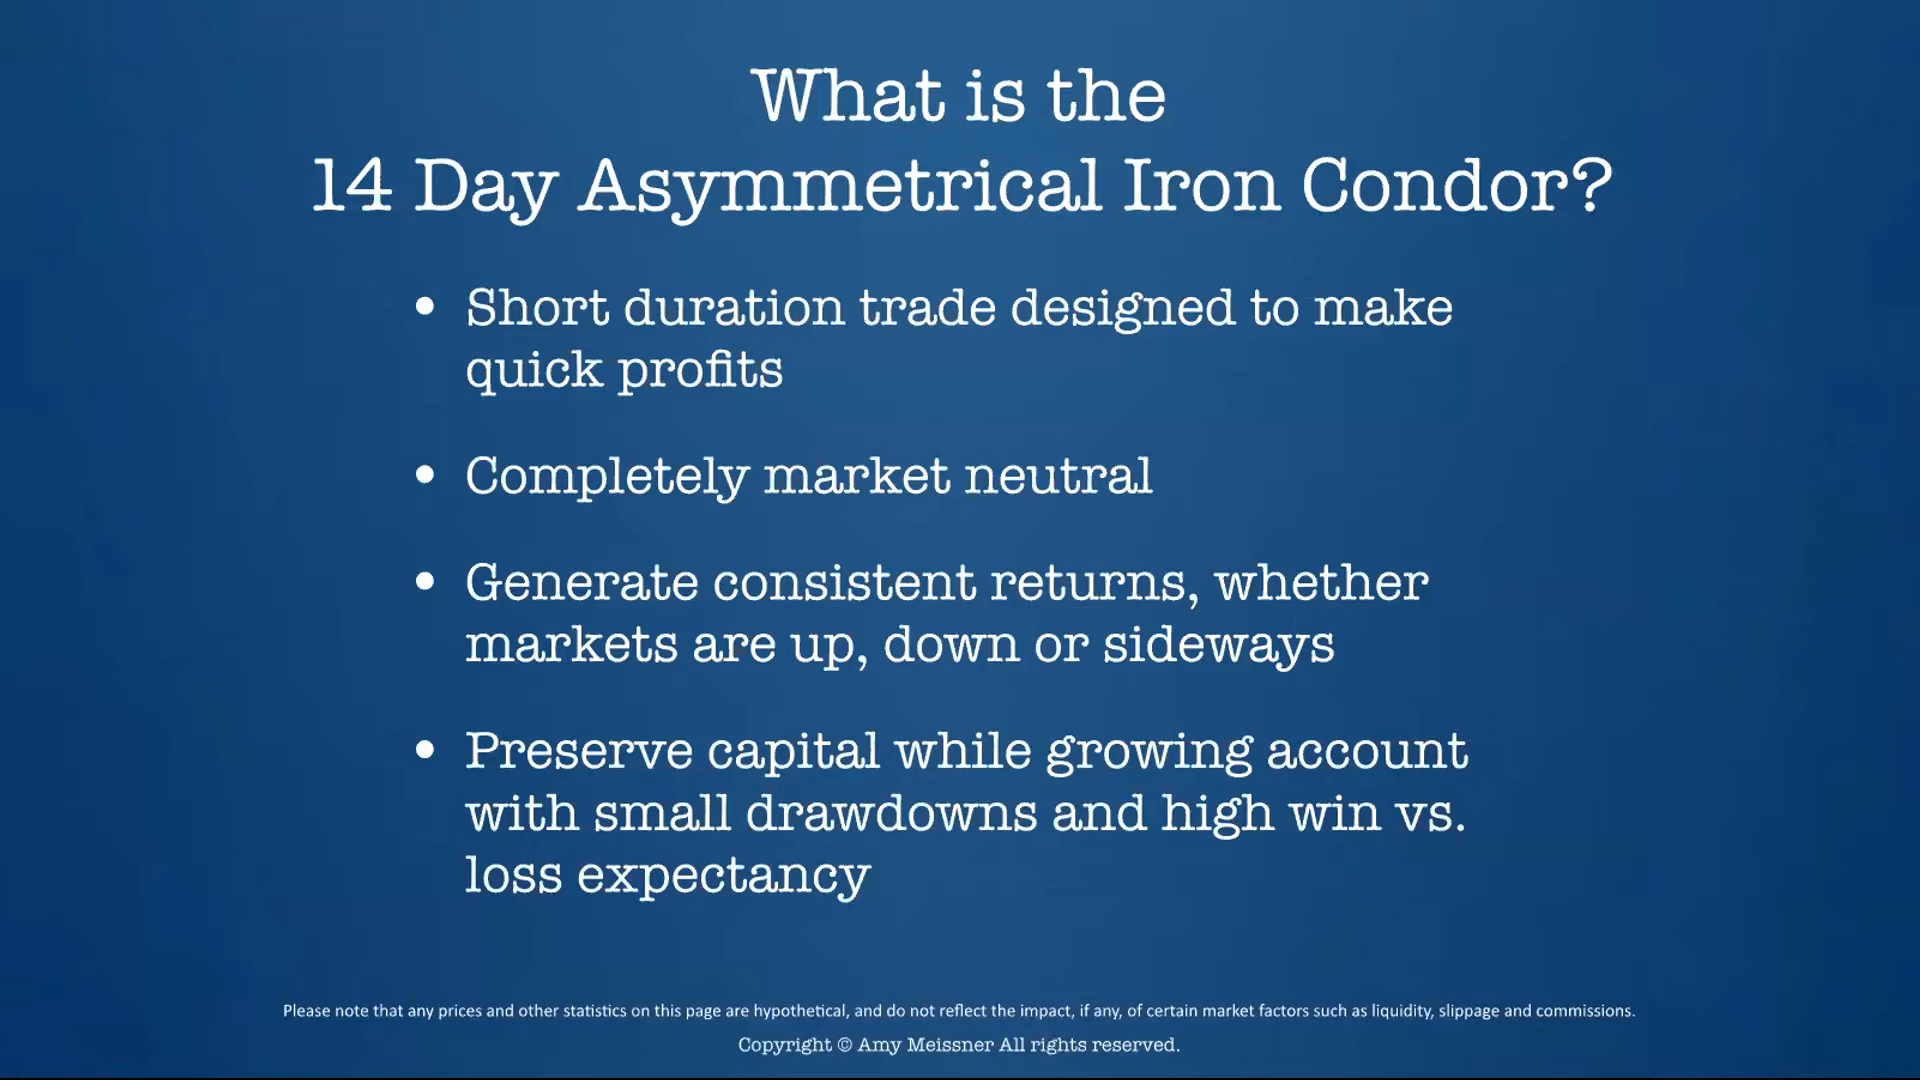 What is the
14 Day Asymmetrical Iron Condor?
• Short duration trade designed to make
quick profits
• Completely market neutral
• Generate consistent returns, whether
markets are up, down or sideways
• Preserve capital while growing account
with small drawdowns and high win vs.
loss expectancy
Please note that any prices and other statistics on this page are hypothetical, and do not reflect the impact, if any, of certain market factors such as liquidity, slippage and commissions.
Copyright © Amy Meissner All rights reserved.